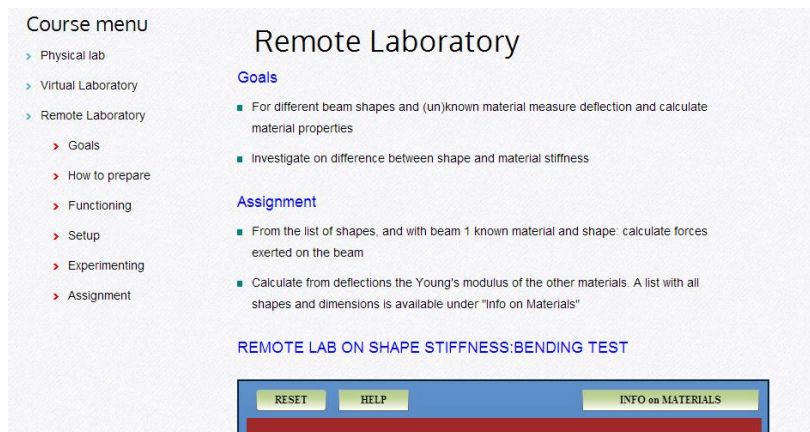 Course menu
Physical lab
Virtual Laboratory
Remote Laboratory
Goals
How to prepare
Functioning
Setup
Experimenting
Assignment
Remote Laboratory
Goals
For different beam shapes and (un)known material measure deflection and calculate
material properties
Investigate on difference between shape and material stiffness
Assignment
From the list of shapes, and with beam 1 known material and shape: calculate forces
exerted on the beam
Calculate from deflections the Young's modulus of the other materials. A list with all
shapes and dimensions is available under "Info on Materials"
REMOTE LAB ON SHAPE STIFFNESS:BENDING TEST
RESET HELP INFO on MATERIALS